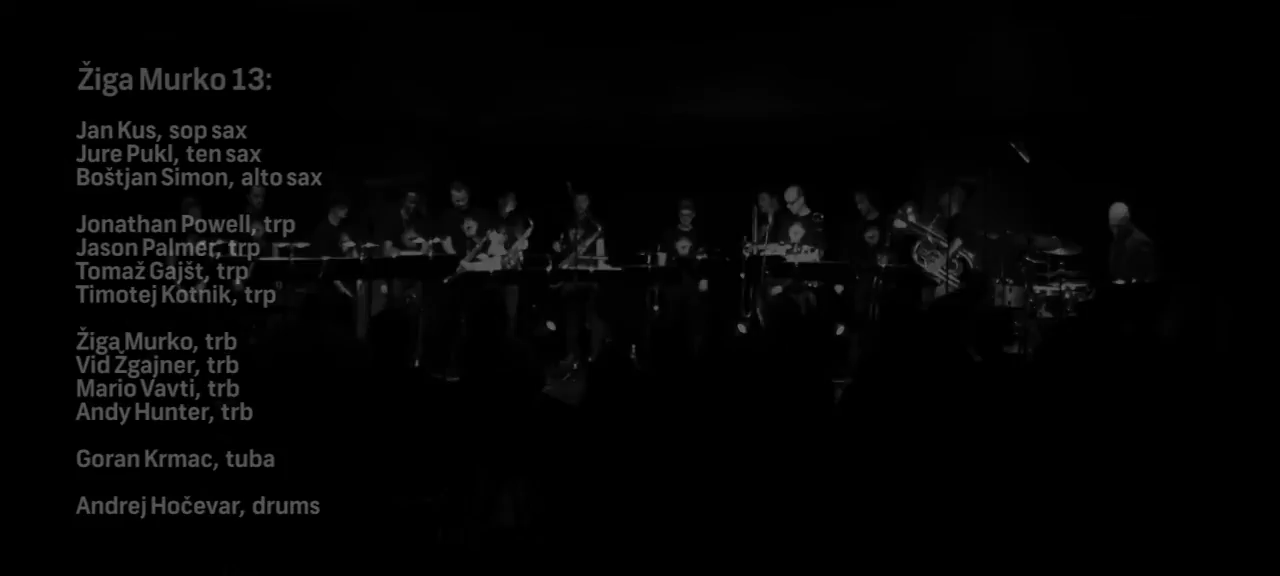 Žiga Murko 13:
Jan Kus, sop sax
Jure Pukl, ten sax
Boštjan Simon, alto sax
Jonathan Powell, trp
Jason Palmer, trp
Tomaž Gajšt, trp
Timotej Kotnik, trp
Žiga Murko, trb
Vid Žgajner, trb
Mario Vavti, trb
Andy Hunter, trb
Goran Krmac, tuba
Andrej Hočevar, drums